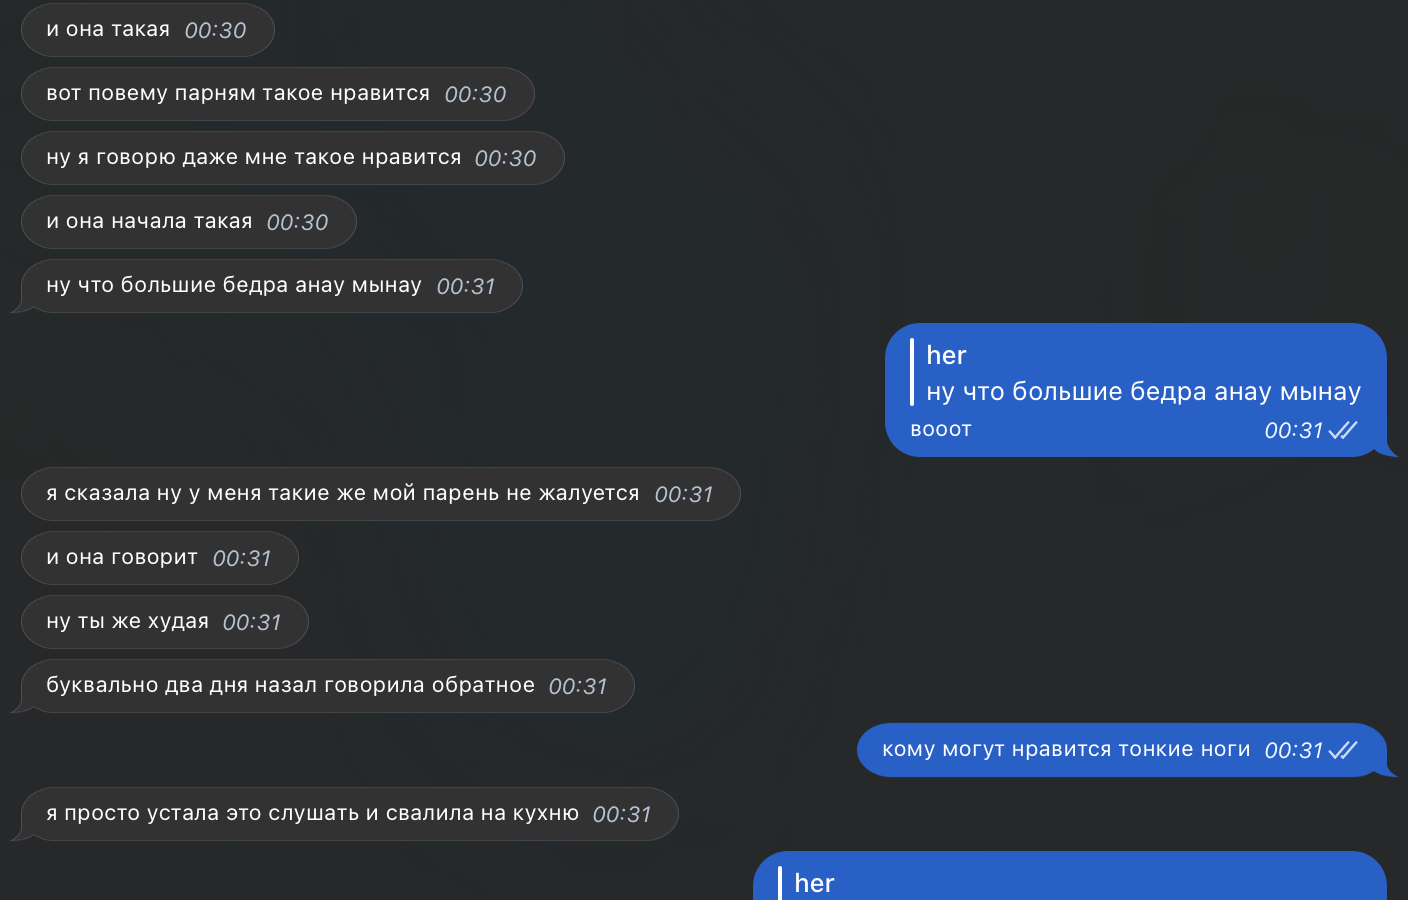 и она такая 00:30
вот повему парням такое нравится 00:30
ну я говорю даже мне такое нравится 00:30
и она начала такая 00:30
ну что большие бедра анау мынау 00:31
her
ну что большие бедра анау мынау
вооот 00:31
я сказала ну у меня такие же мой парень не жалуется 00:31
и она говорит 00:31
ну ты же худая 00:31
буквально два дня назал говорила обратное 00:31
кому могут нравится тонкие ноги 00:31
я просто устала это слушать и свалила на кухню 00:31
her